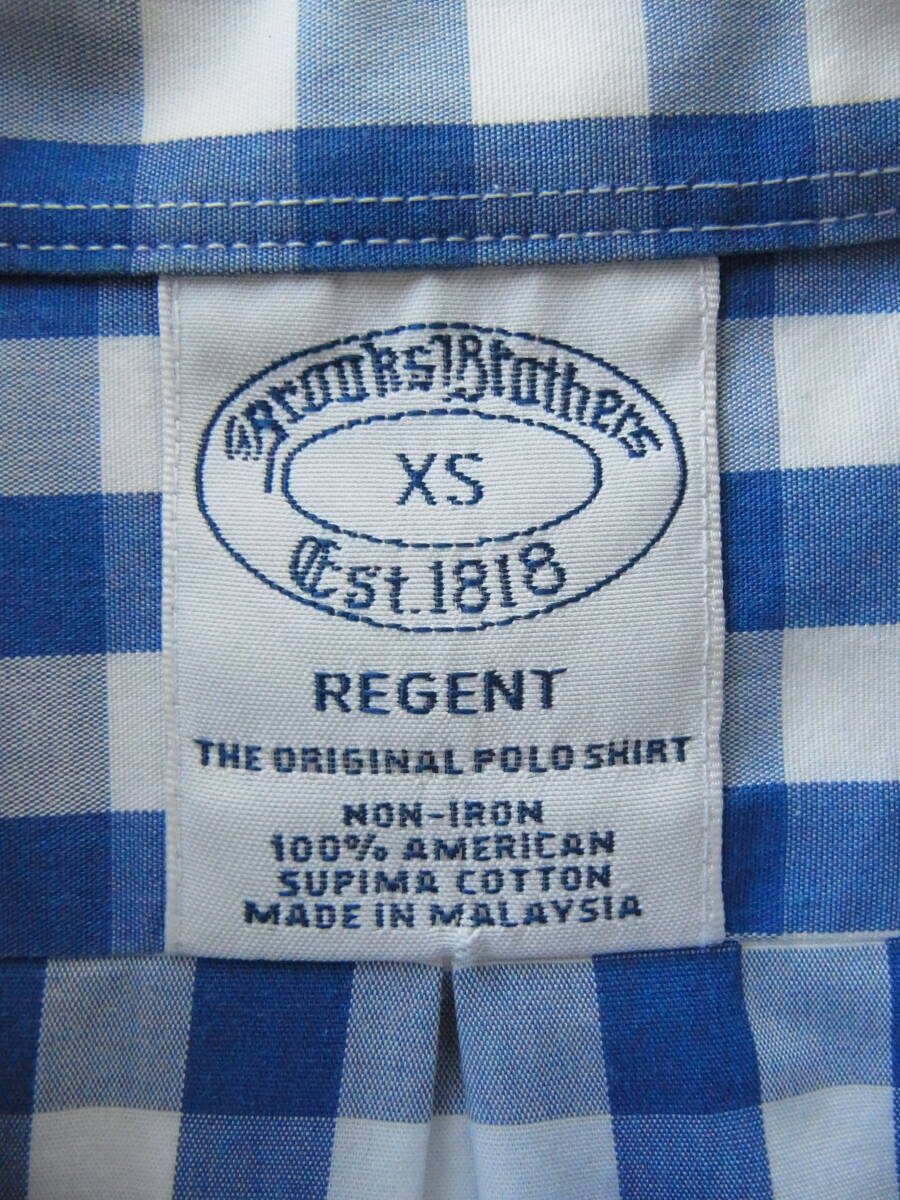 Brooks Brothers
XS
Est. 1818
REGENT
THE ORIGINAL POLO SHIRT
NON-IRON
100% AMERICAN
SUPIMA COTTON
MADE IN MALAYSIA